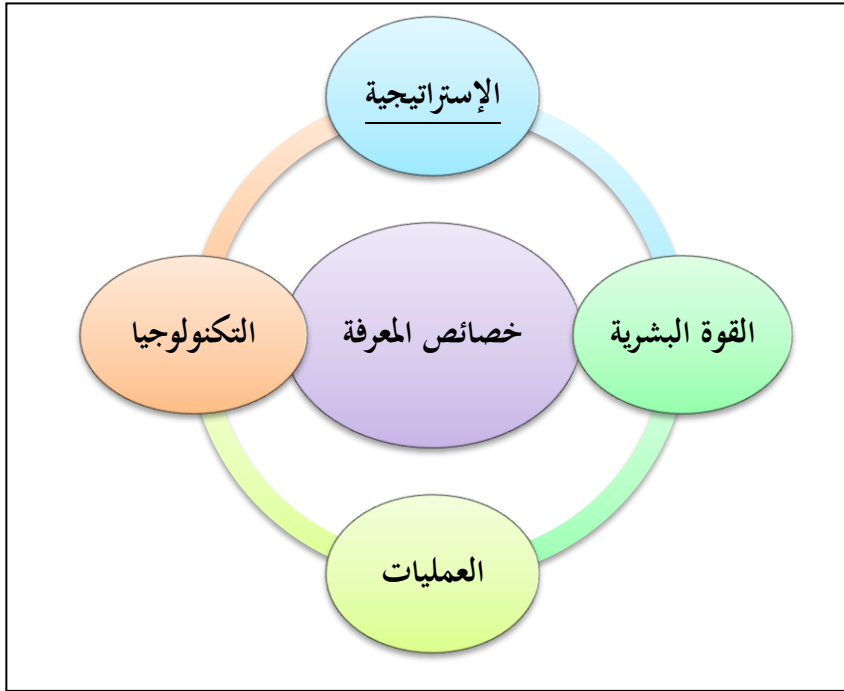 الإستراتيجية
القوة البشرية
خصائص المعرفة
التكنولوجيا
العمليات